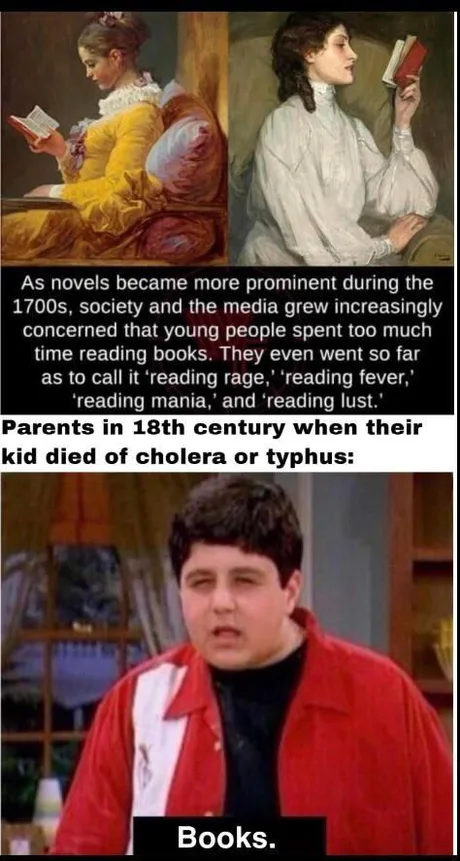 As novels became more prominent during the
1700s, society and the media grew increasingly
concerned that young people spent too much
time reading books. They even went so far
as to call it ‘reading rage,’ ‘reading fever,’
‘reading mania,’ and ‘reading lust.’
Parents in 18th century when their
kid died of cholera or typhus:
Books.